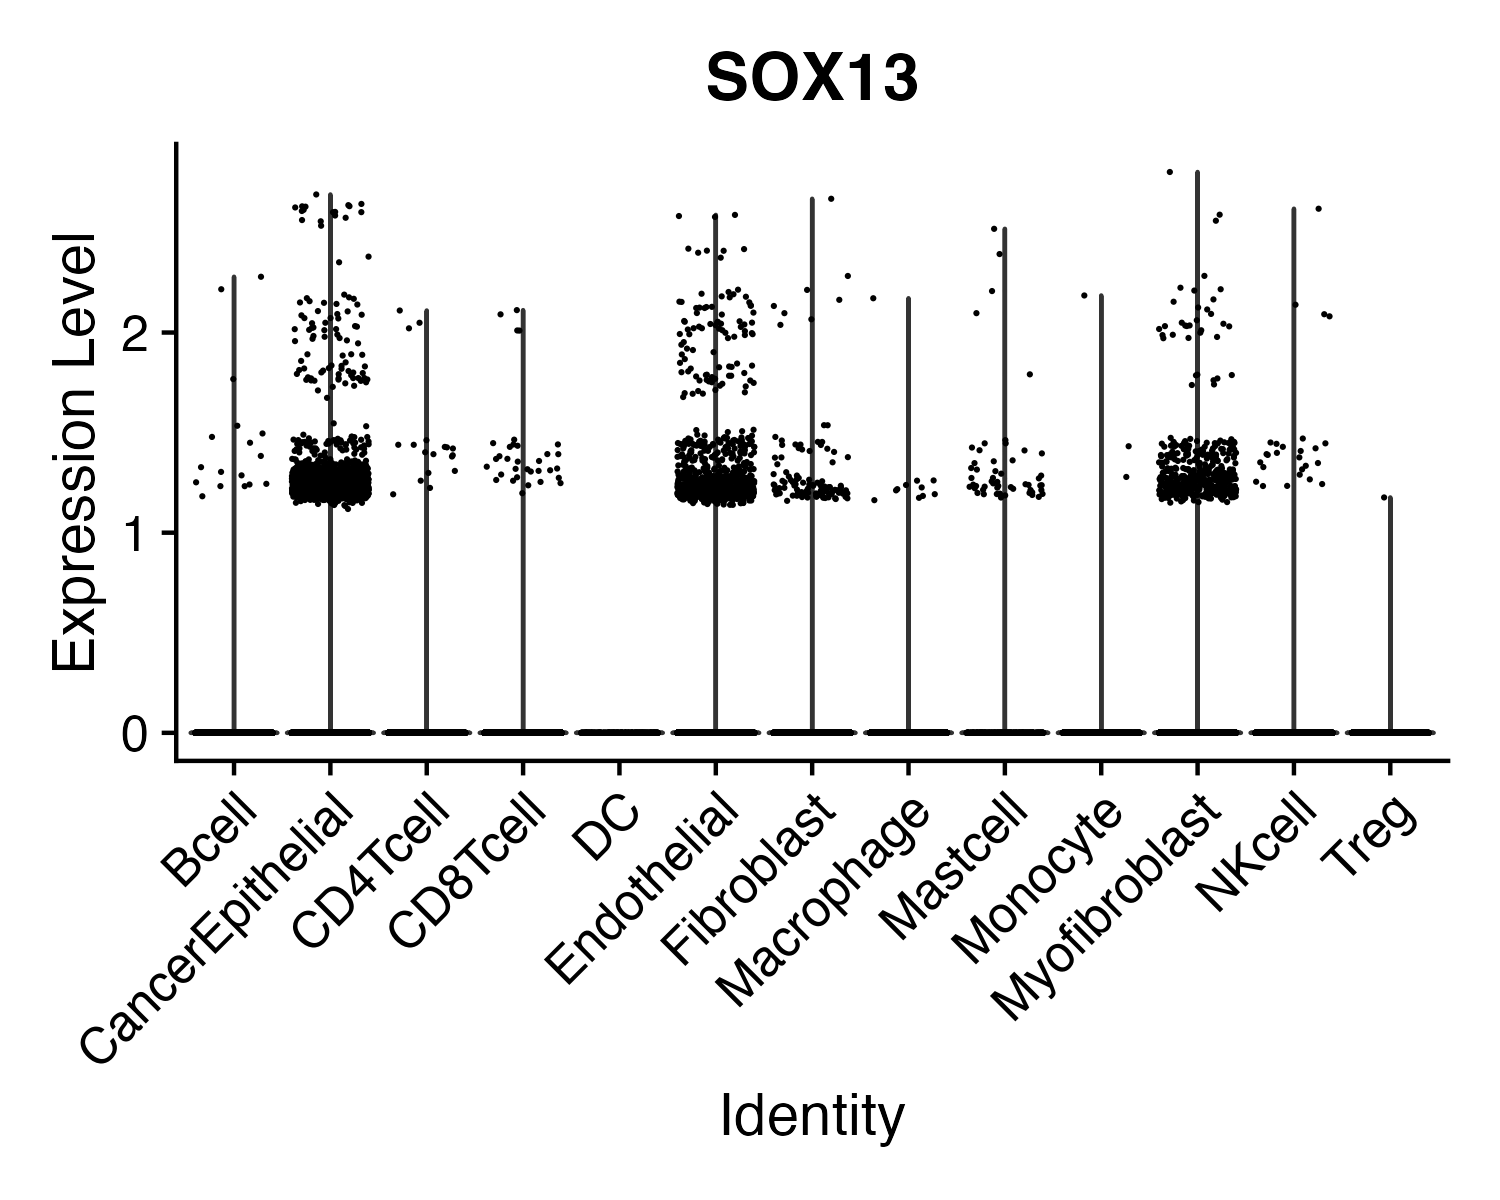 SOX13
Expression Level
2
1
0
Bcell
CancerEpithelial
CD4Tcell
CD8Tcell
DC
Endothelial
Fibroblast
Macrophage
Mastcell
Monocyte
Myofibroblast
NKcell
Treg
Identity